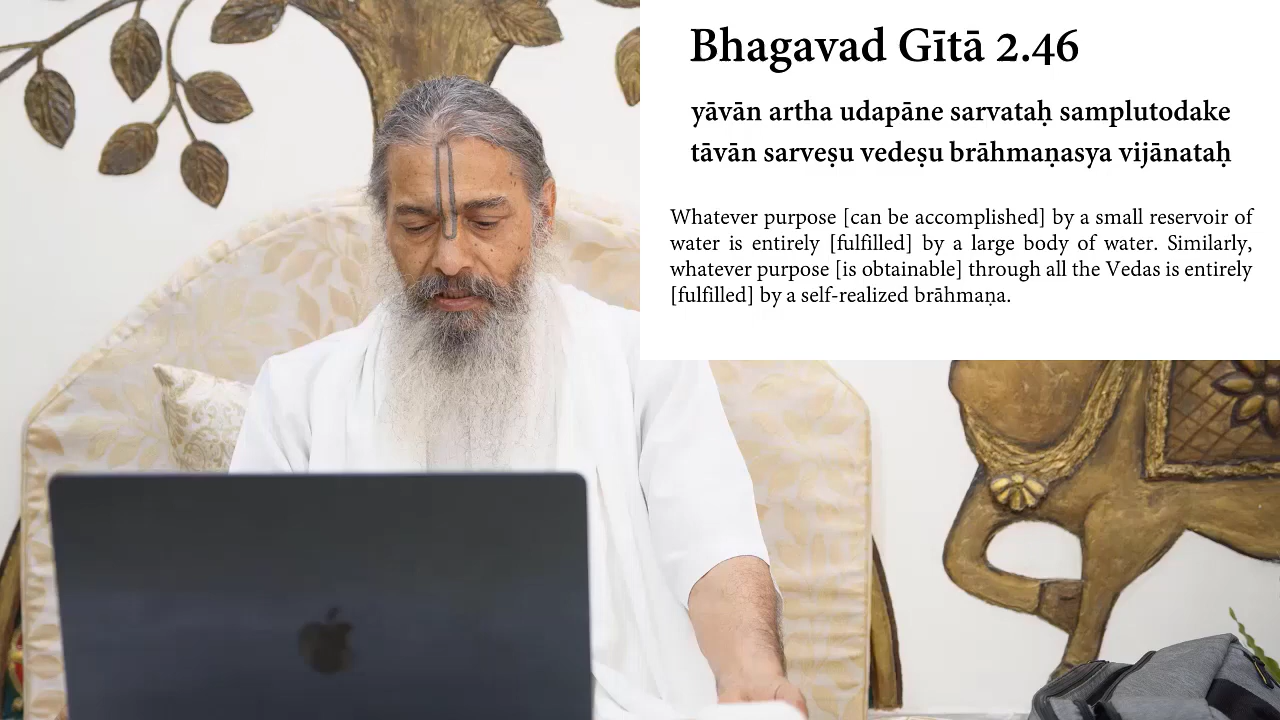 Bhagavad Gītā 2.46
yāvān artha udapāne sarvataḥ samplutodake
tāvān sarveṣu vedeṣu brāhmaṇasya vijānataḥ
Whatever purpose [can be accomplished] by a small reservoir of
water is entirely [fulfilled] by a large body of water. Similarly,
whatever purpose [is obtainable] through all the Vedas is entirely
[fulfilled] by a self-realized brāhmaṇa.